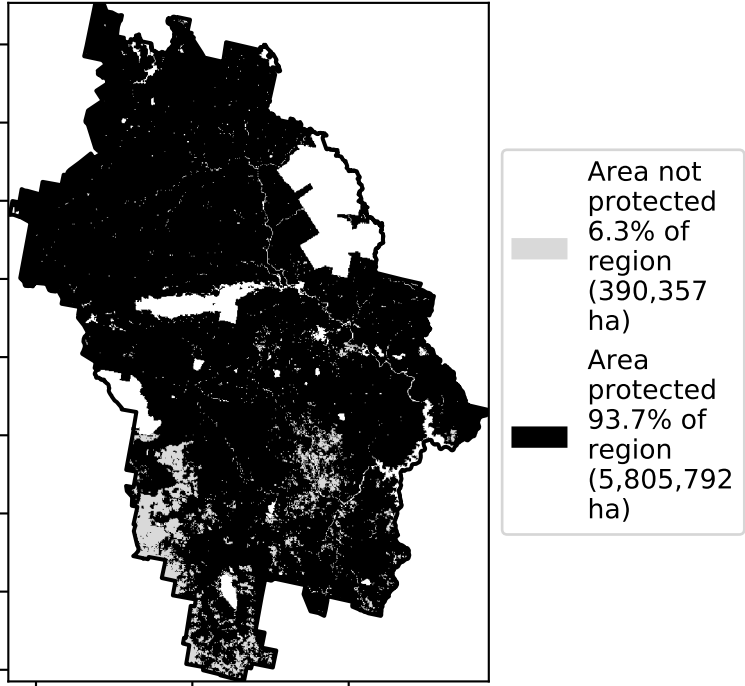 Area not
protected
6.3% of
region
(390,357
ha)
Area
protected
93.7% of
region
(5,805,792
ha)